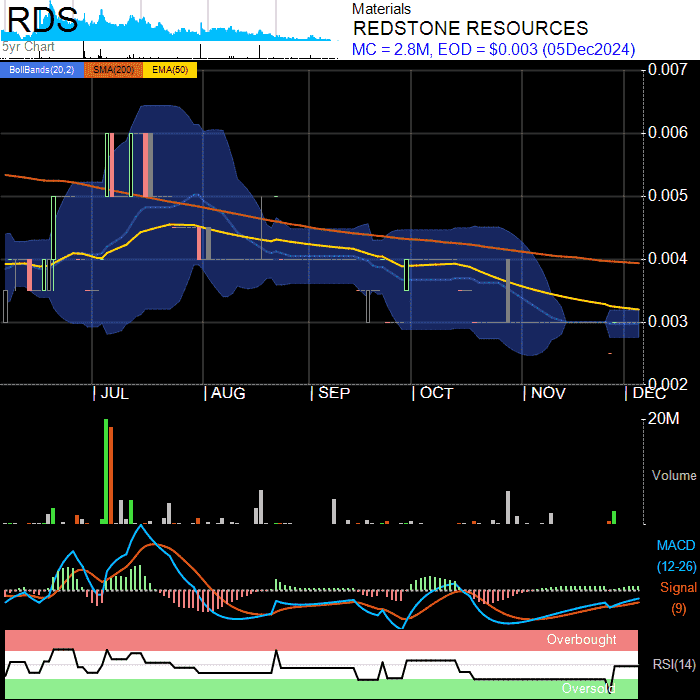 RDS
5yr Chart
Materials
REDSTONE RESOURCES
MC = 2.8M, EOD = $0.003 (05Dec2024)
BollBands(20,2) SMA(200) EMA(50)
0.007
0.006
0.005
0.004
0.003
0.002
JUL AUG SEP OCT NOV DEC
20M
Volume
MACD
(12-26)
Signal
(9)
Overbought
RSI(14)
Oversold